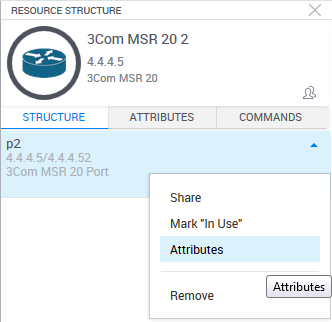 RESOURCE STRUCTURE
3Com MSR 20 2
4.4.4.5
3Com MSR 20
STRUCTURE ATTRIBUTES COMMANDS
p2
4.4.4.5/4.4.4.52
3Com MSR 20 Port
Share
Mark "In Use"
Attributes
Attributes
Remove